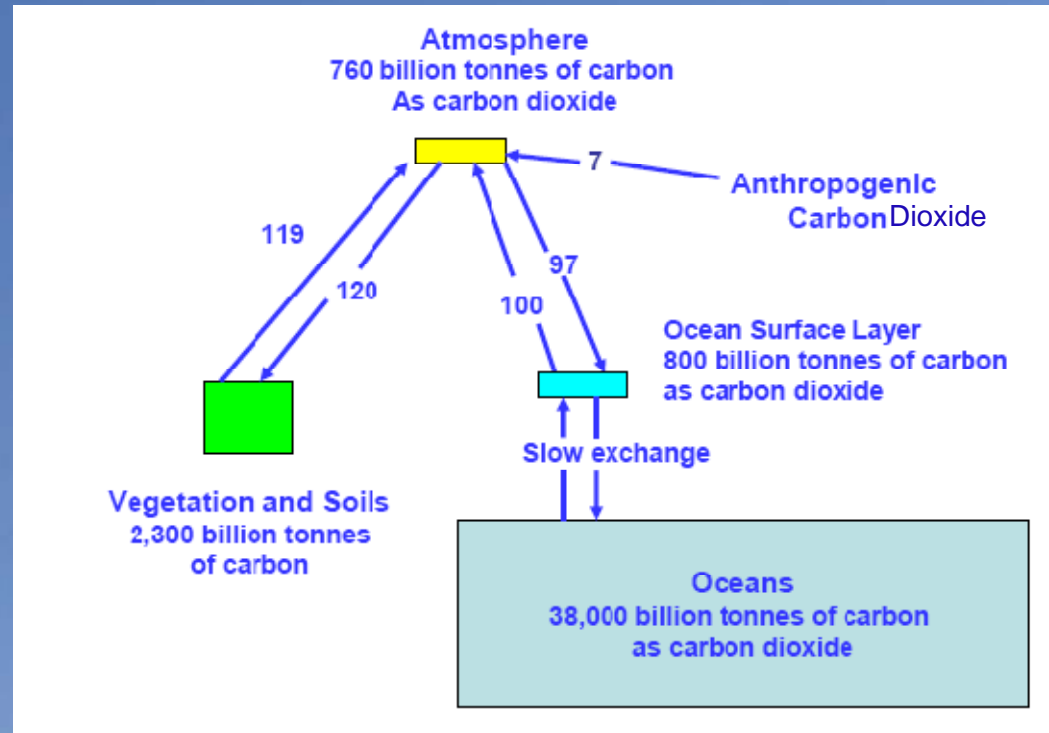 Atmosphere
760 billion tonnes of carbon
As carbon dioxide
7
Anthropogenic
Carbon Dioxide
119
120
97
100
Ocean Surface Layer
800 billion tonnes of carbon
as carbon dioxide
Slow exchange
Vegetation and Soils
2,300 billion tonnes
of carbon
Oceans
38,000 billion tonnes of carbon
as carbon dioxide